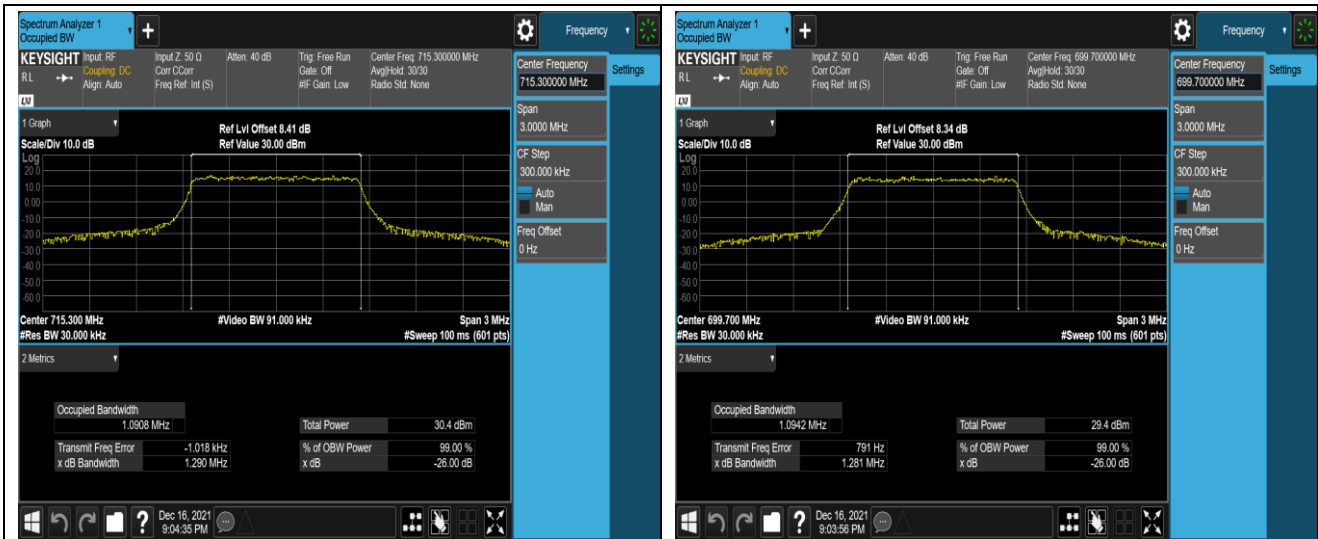 Spectrum Analyzer 1
Occupied BW
+
Frequency
KEYSIGHT Input: RF Input Z: 50 Ω Atten: 40 dB Trig: Free Run Center Freq: 715.300000 MHz
RL Coupling: DC Corr CCorr Gate: Off Avg|Hold: 30/30
Align: Auto Freq Ref: Int (S) #IF Gain: Low Radio Std: None
LXI
Center Frequency
715.300000 MHz
Settings
Span
3.0000 MHz
CF Step
300.000 kHz
Auto
Man
Freq Offset
0 Hz
1 Graph
Ref Lvl Offset 8.41 dB
Scale/Div 10.0 dB Ref Value 30.00 dBm
Log
20.0
10.0
0.00
-10.0
-20.0
-30.0
-40.0
-50.0
-60.0
Center 715.300 MHz #Video BW 91.000 kHz Span 3 MHz
#Res BW 30.000 kHz #Sweep 100 ms (601 pts)
2 Metrics
Occupied Bandwidth
1.0908 MHz Total Power 30.4 dBm
Transmit Freq Error -1.018 kHz % of OBW Power 99.00 %
x dB Bandwidth 1.290 MHz x dB -26.00 dB
? Dec 16, 2021
9:04:35 PM
Spectrum Analyzer 1
Occupied BW
+
Frequency
KEYSIGHT Input: RF Input Z: 50 Ω Atten: 40 dB Trig: Free Run Center Freq: 699.700000 MHz
RL Coupling: DC Corr CCorr Gate: Off Avg|Hold: 30/30
Align: Auto Freq Ref: Int (S) #IF Gain: Low Radio Std: None
LXI
Center Frequency
699.700000 MHz
Settings
Span
3.0000 MHz
CF Step
300.000 kHz
Auto
Man
Freq Offset
0 Hz
1 Graph
Ref Lvl Offset 8.34 dB
Scale/Div 10.0 dB Ref Value 30.00 dBm
Log
20.0
10.0
0.00
-10.0
-20.0
-30.0
-40.0
-50.0
-60.0
Center 699.700 MHz #Video BW 91.000 kHz Span 3 MHz
#Res BW 30.000 kHz #Sweep 100 ms (601 pts)
2 Metrics
Occupied Bandwidth
1.0942 MHz Total Power 29.4 dBm
Transmit Freq Error 791 Hz % of OBW Power 99.00 %
x dB Bandwidth 1.281 MHz x dB -26.00 dB
? Dec 16, 2021
9:03:56 PM